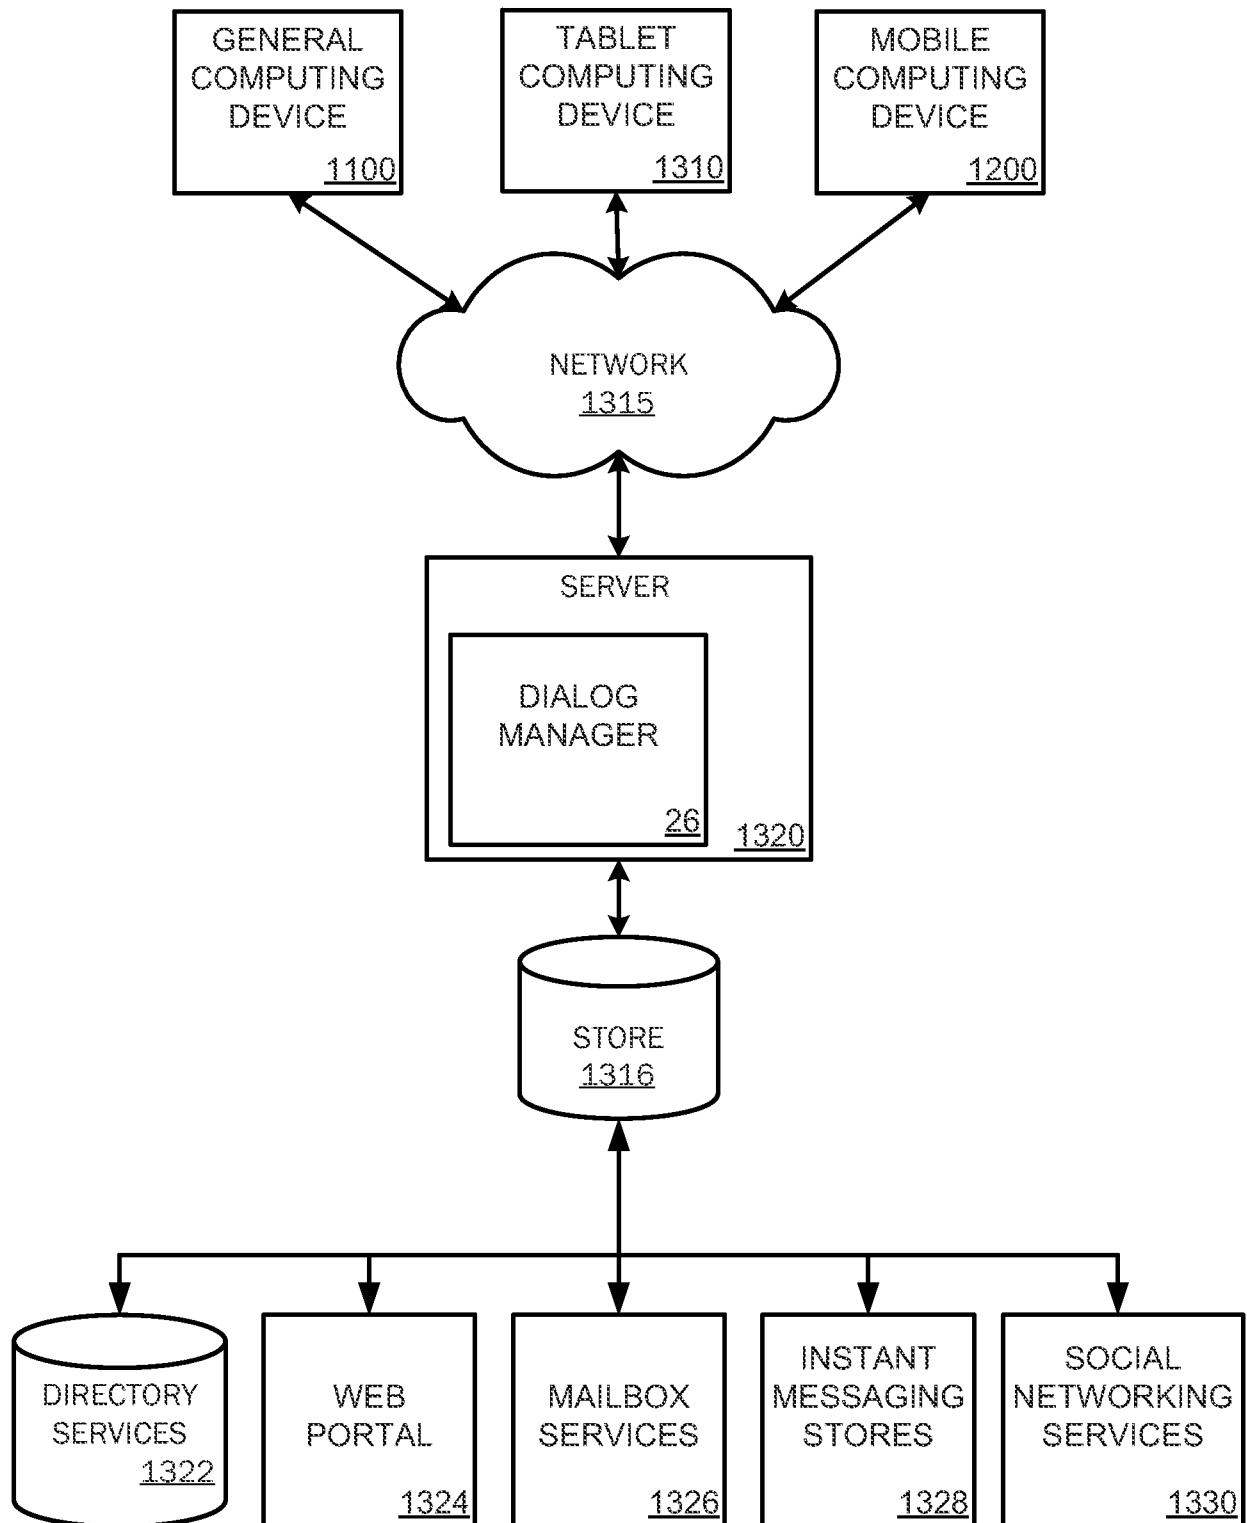 GENERAL
COMPUTING
DEVICE
1100
TABLET
COMPUTING
DEVICE
1310
MOBILE
COMPUTING
DEVICE
1200
NETWORK
1315
SERVER
DIALOG
MANAGER
26
1320
STORE
1316
DIRECTORY
SERVICES
1322
WEB
PORTAL
1324
MAILBOX
SERVICES
1326
INSTANT
MESSAGING
STORES
1328
SOCIAL
NETWORKING
SERVICES
1330